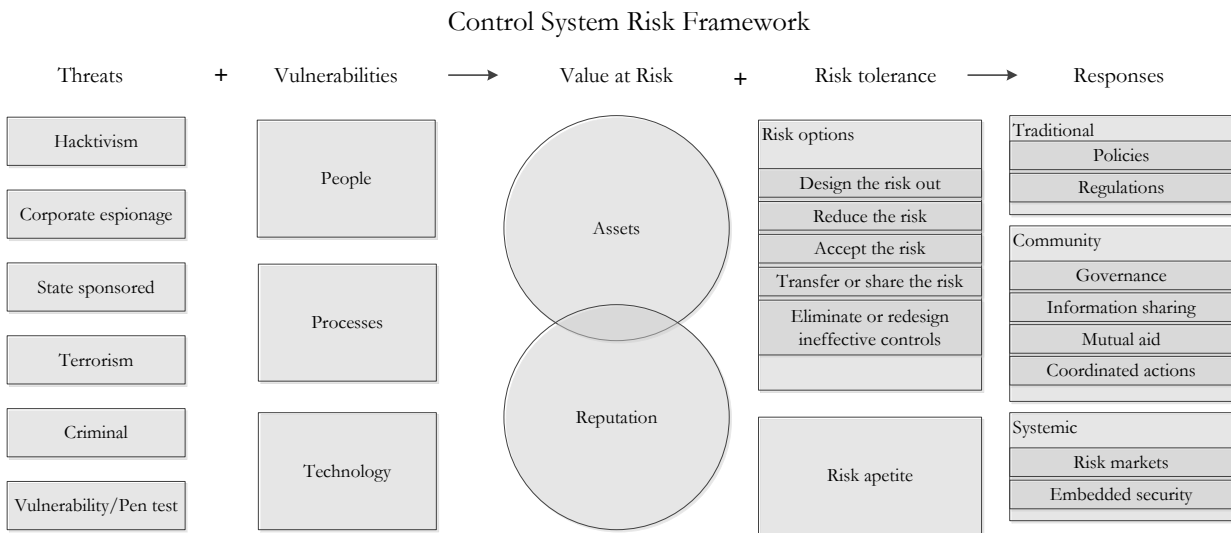 Control System Risk Framework
Threats + Vulnerabilities → Value at Risk + Risk tolerance → Responses
Hacktivism
Corporate espionage
State sponsored
Terrorism
Criminal
Vulnerability/Pen test
People
Processes
Technology
Assets
Reputation
Risk options
Design the risk out
Reduce the risk
Accept the risk
Transfer or share the risk
Eliminate or redesign
ineffective controls
Risk apetite
Traditional
Policies
Regulations
Community
Governance
Information sharing
Mutual aid
Coordinated actions
Systemic
Risk markets
Embedded security